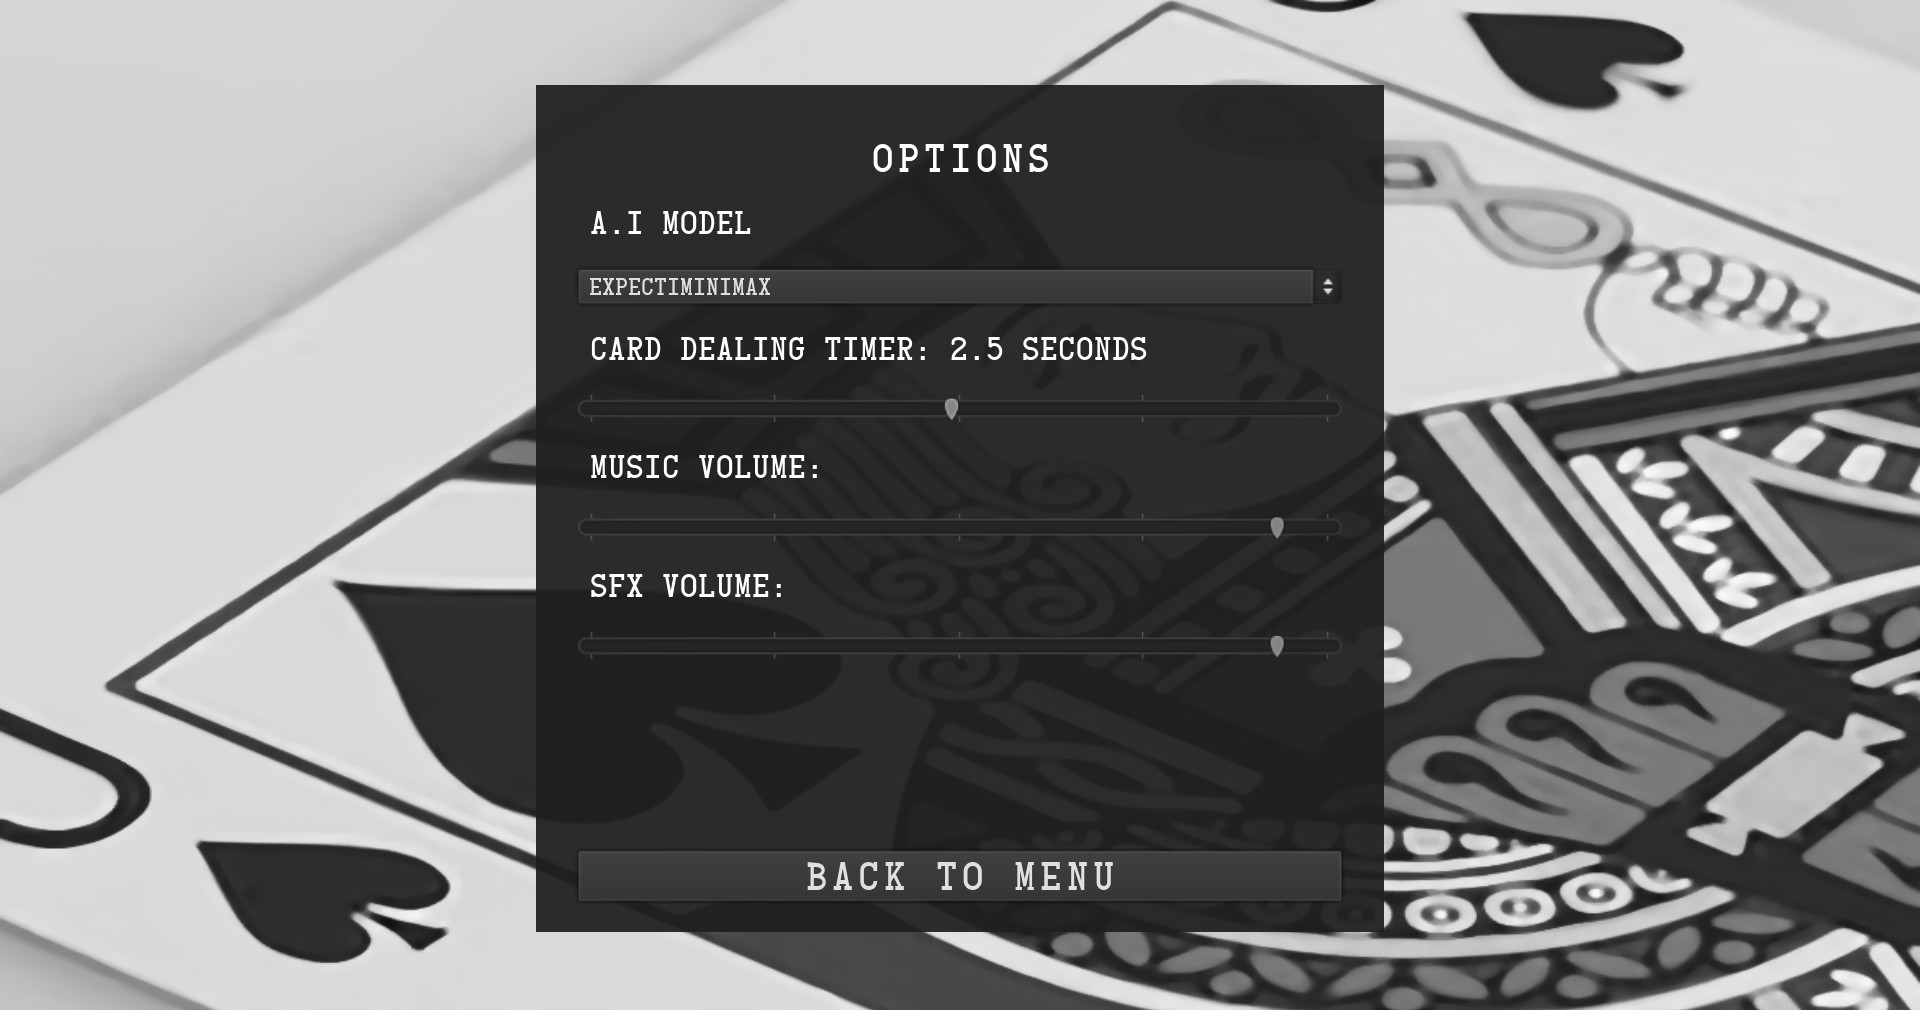 OPTIONS
A.I MODEL
EXPECTIMINIMAX
CARD DEALING TIMER: 2.5 SECONDS
MUSIC VOLUME:
SFX VOLUME:
BACK TO MENU